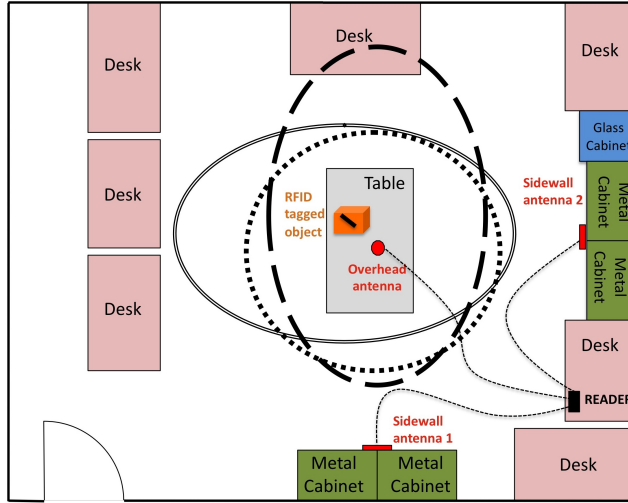 Desk
Desk
Desk
Glass
Cabinet
Desk
Table
Sidewall
antenna 2
Metal
Cabinet
RFID
tagged
object
Overhead
antenna
Metal
Cabinet
Desk
Desk
READER
Sidewall
antenna 1
Metal
Cabinet
Metal
Cabinet
Desk